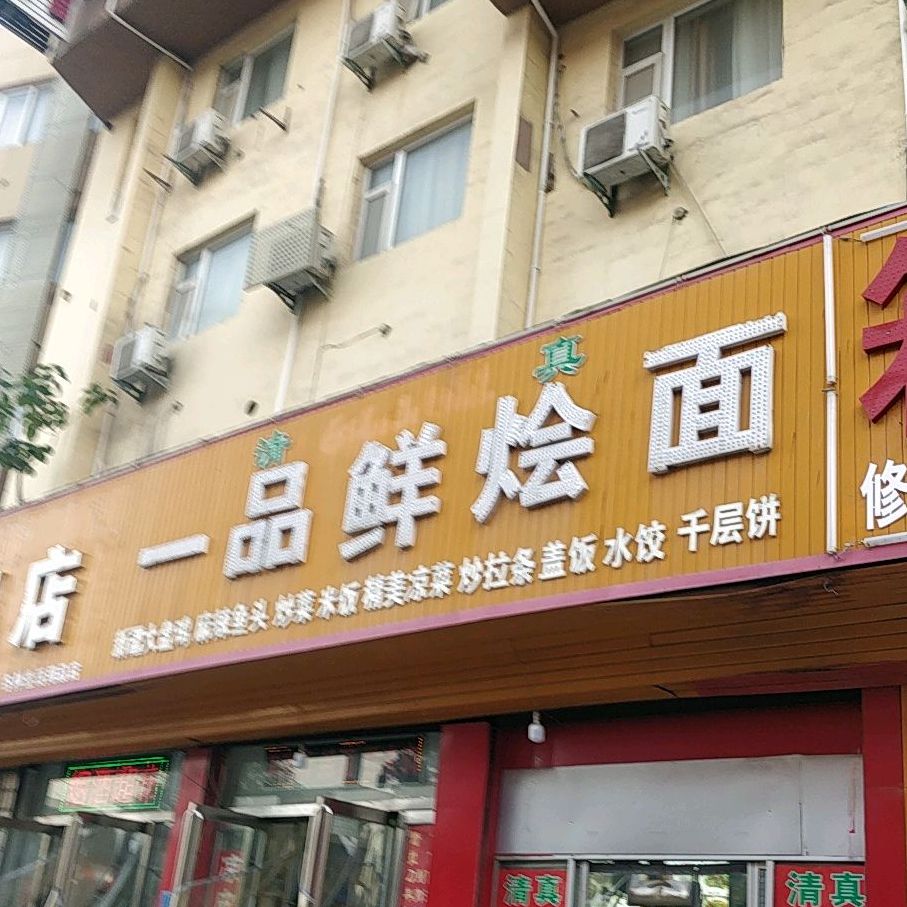 清真
一品鲜烩面
新疆大盘鸡 麻辣鱼头 炒菜 米饭 精美凉菜 炒拉条 盖饭 水饺 千层饼
店
修
清真
清真